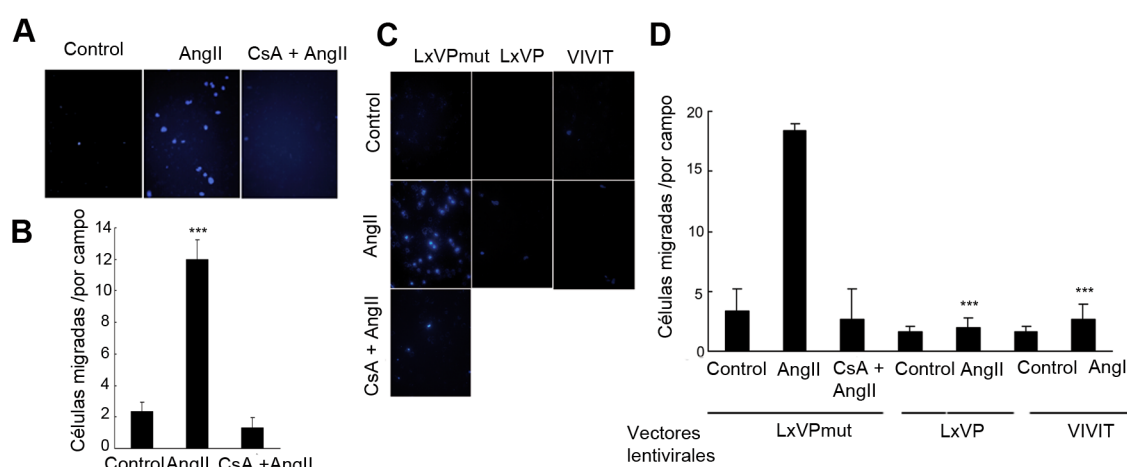 A
Control AngII CsA + AngII
B
Células migradas /por campo
14
12
10
8
6
4
2
0
***
ControlAngII CsA +AngII
C
LxVPmut LxVP VIVIT
Control
AngII
CsA + AngII
D
Células migradas /por campo
20
15
10
5
0
***
***
Control AngII CsA + Control AngII Control AngI
AngII
Vectores LxVPmut LxVP VIVIT
lentivirales